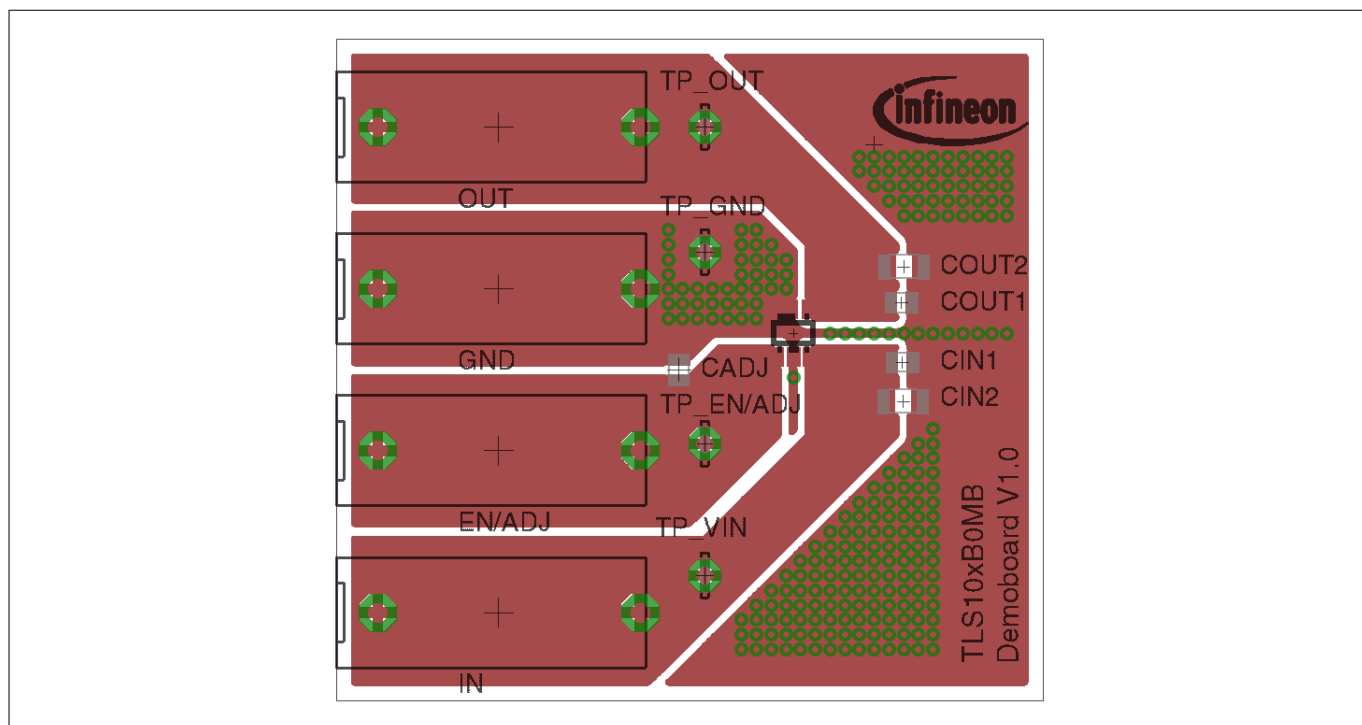 TP_OUT
infineon
OUT
TP_GND
COUT2
COUT1
GND
CADJ
CIN1
CIN2
TP_EN/ADJ
EN/ADJ
TP_VIN
IN
TLS10xB0MB
Demoboard V1.0